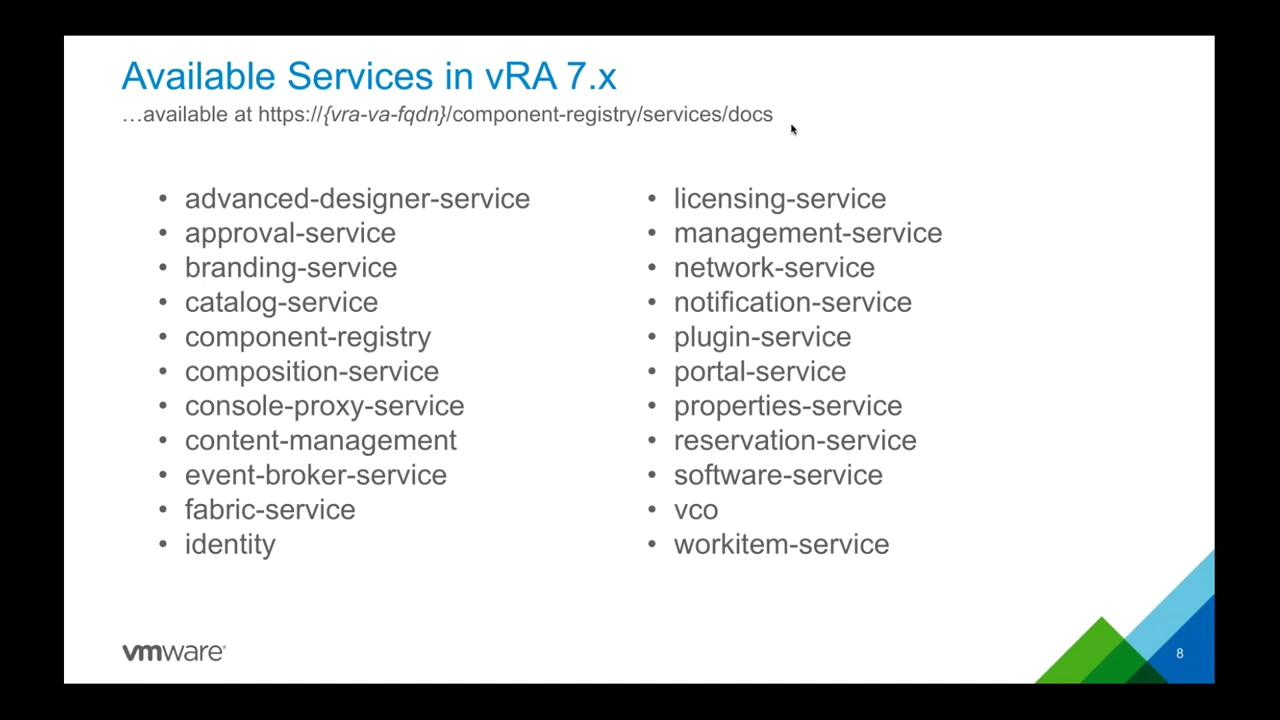 Available Services in vRA 7.x
…available at https://{vra-va-fqdn}/component-registry/services/docs
• advanced-designer-service
• approval-service
• branding-service
• catalog-service
• component-registry
• composition-service
• console-proxy-service
• content-management
• event-broker-service
• fabric-service
• identity
• licensing-service
• management-service
• network-service
• notification-service
• plugin-service
• portal-service
• properties-service
• reservation-service
• software-service
• vco
• workitem-service
vmware®
8